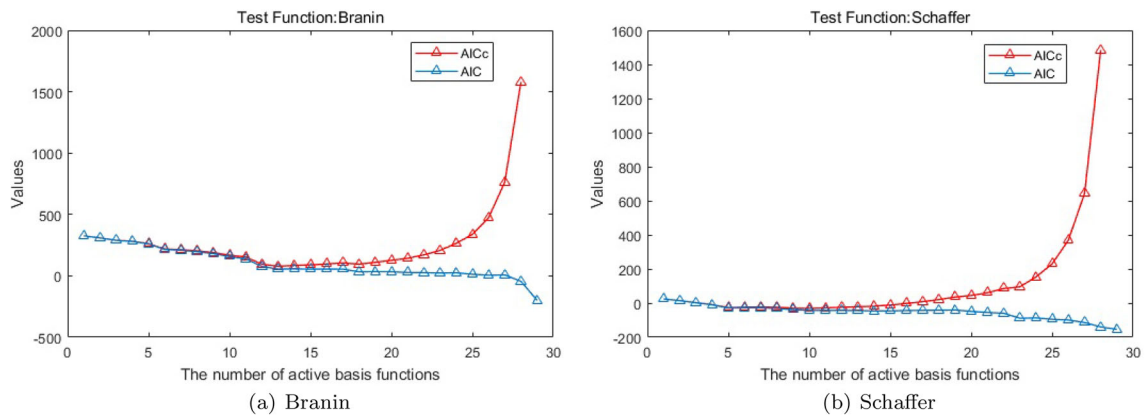 Test Function:Branin
2000
1500
1000
500
0
-500
Values
AICc
AIC
0 5 10 15 20 25 30
The number of active basis functions
(a) Branin
Test Function:Schaffer
1600
1400
1200
1000
800
600
400
200
0
-200
Values
AICc
AIC
0 5 10 15 20 25 30
The number of active basis functions
(b) Schaffer